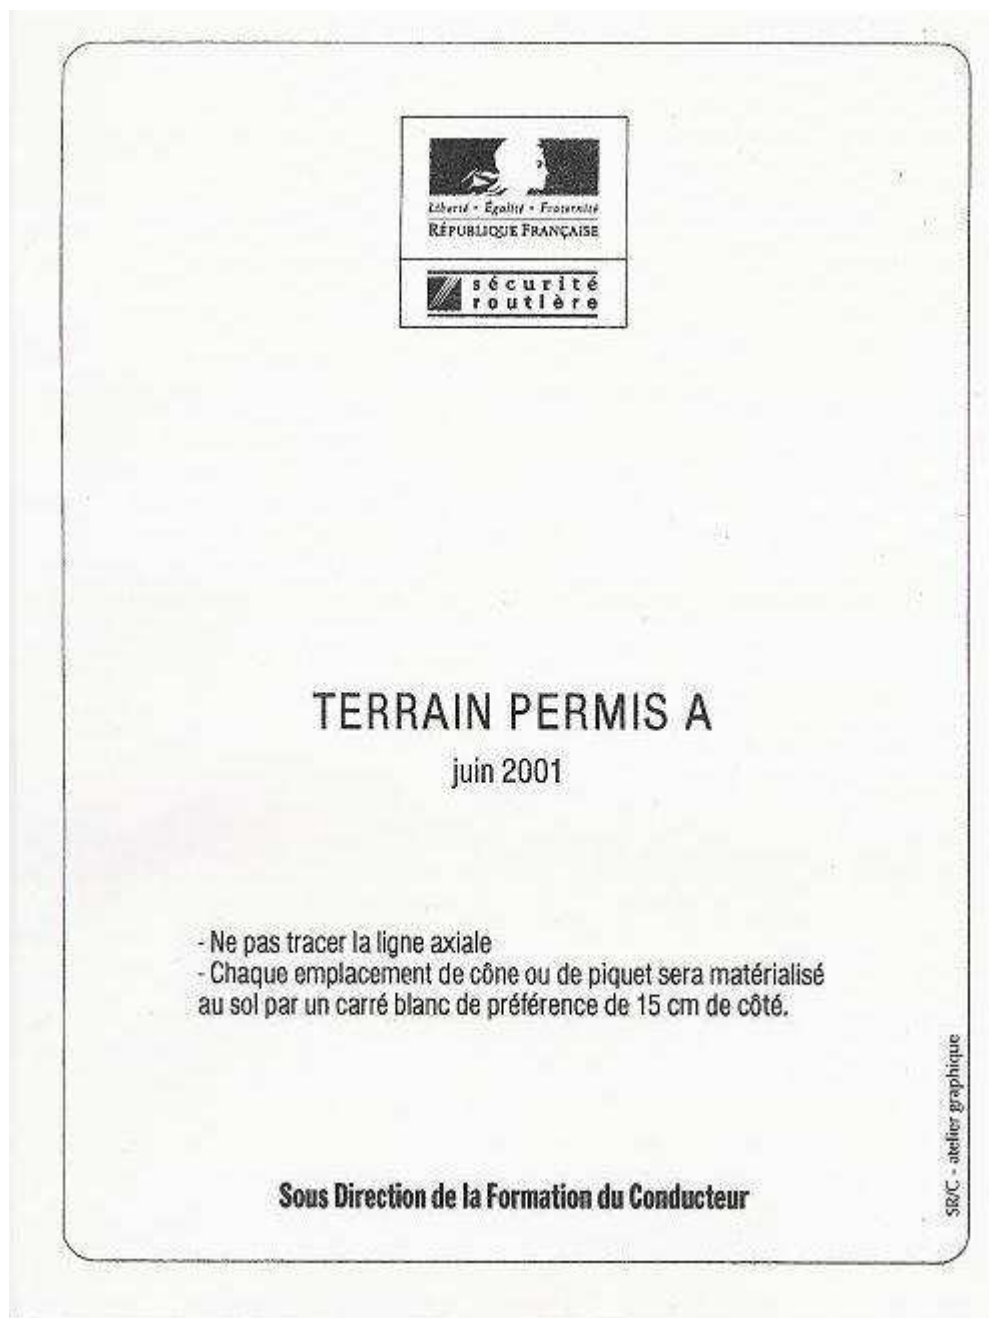 Liberté • Égalité • Fraternité
RÉPUBLIQUE FRANÇAISE
sécurité
routière
TERRAIN PERMIS A
juin 2001
- Ne pas tracer la ligne axiale
- Chaque emplacement de cône ou de piquet sera matérialisé
au sol par un carré blanc de préférence de 15 cm de côté.
SR/C - atelier graphique
Sous Direction de la Formation du Conducteur